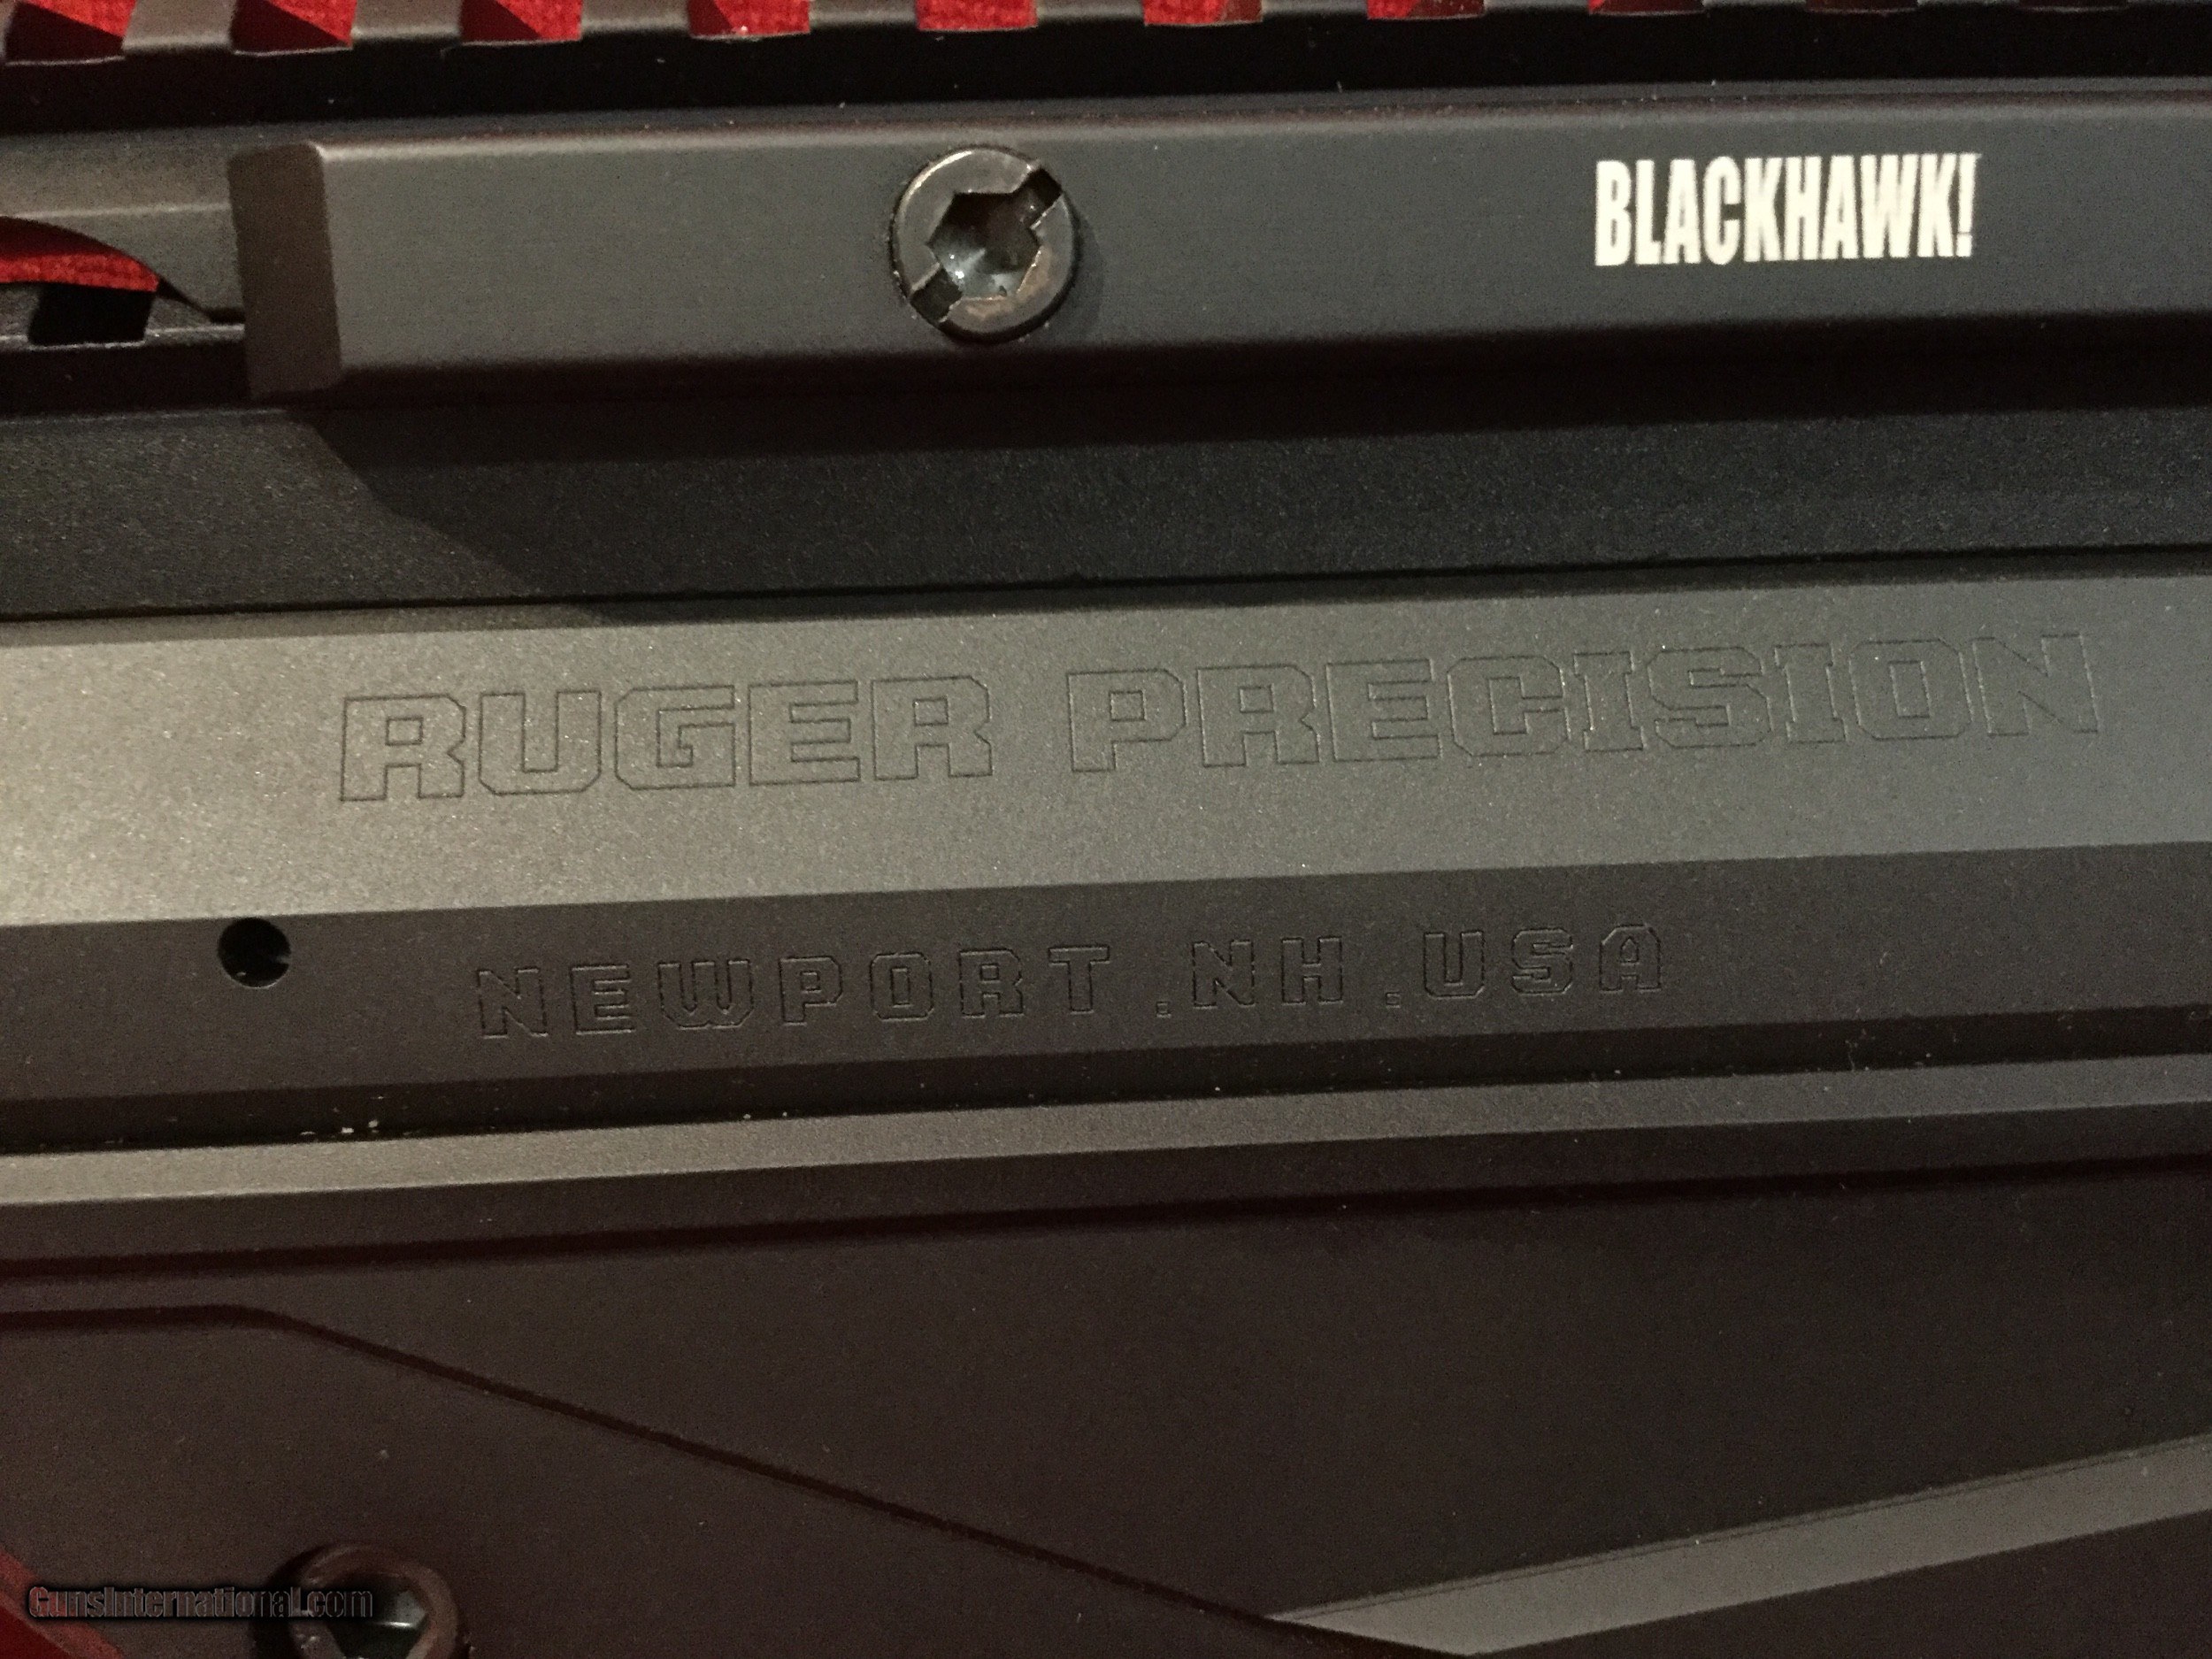 BLACKHAWK!
RUGER PRECISION
NEWPORT.NH.USA
GunsInternational.com